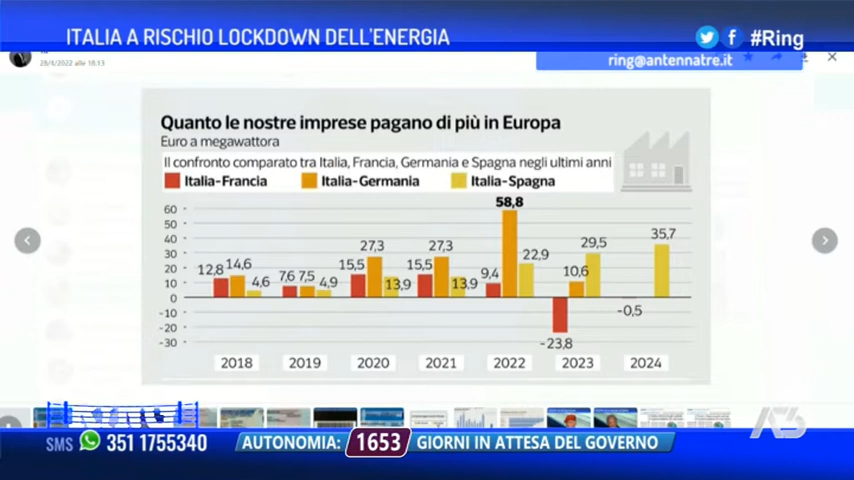 ITALIA A RISCHIO LOCKDOWN DELL'ENERGIA
#Ring
28/1/2022 alle 18:13
ring@antennatre.it
Quanto le nostre imprese pagano di più in Europa
Euro a megawattora
Il confronto comparato tra Italia, Francia, Germania e Spagna negli ultimi anni
Italia-Francia Italia-Germania Italia-Spagna
60
50
40
30
20
10
0
-10
-20
-30
12,8 14,6 4,6
7,6 7,5 4,9
15,5 27,3 13,9
15,5 27,3 13,9
9,4 58,8 22,9
-23,8 10,6 29,5
-0,5 35,7
2018 2019 2020 2021 2022 2023 2024
SMS 351 1755340
AUTONOMIA: 1653 GIORNI IN ATTESA DEL GOVERNO